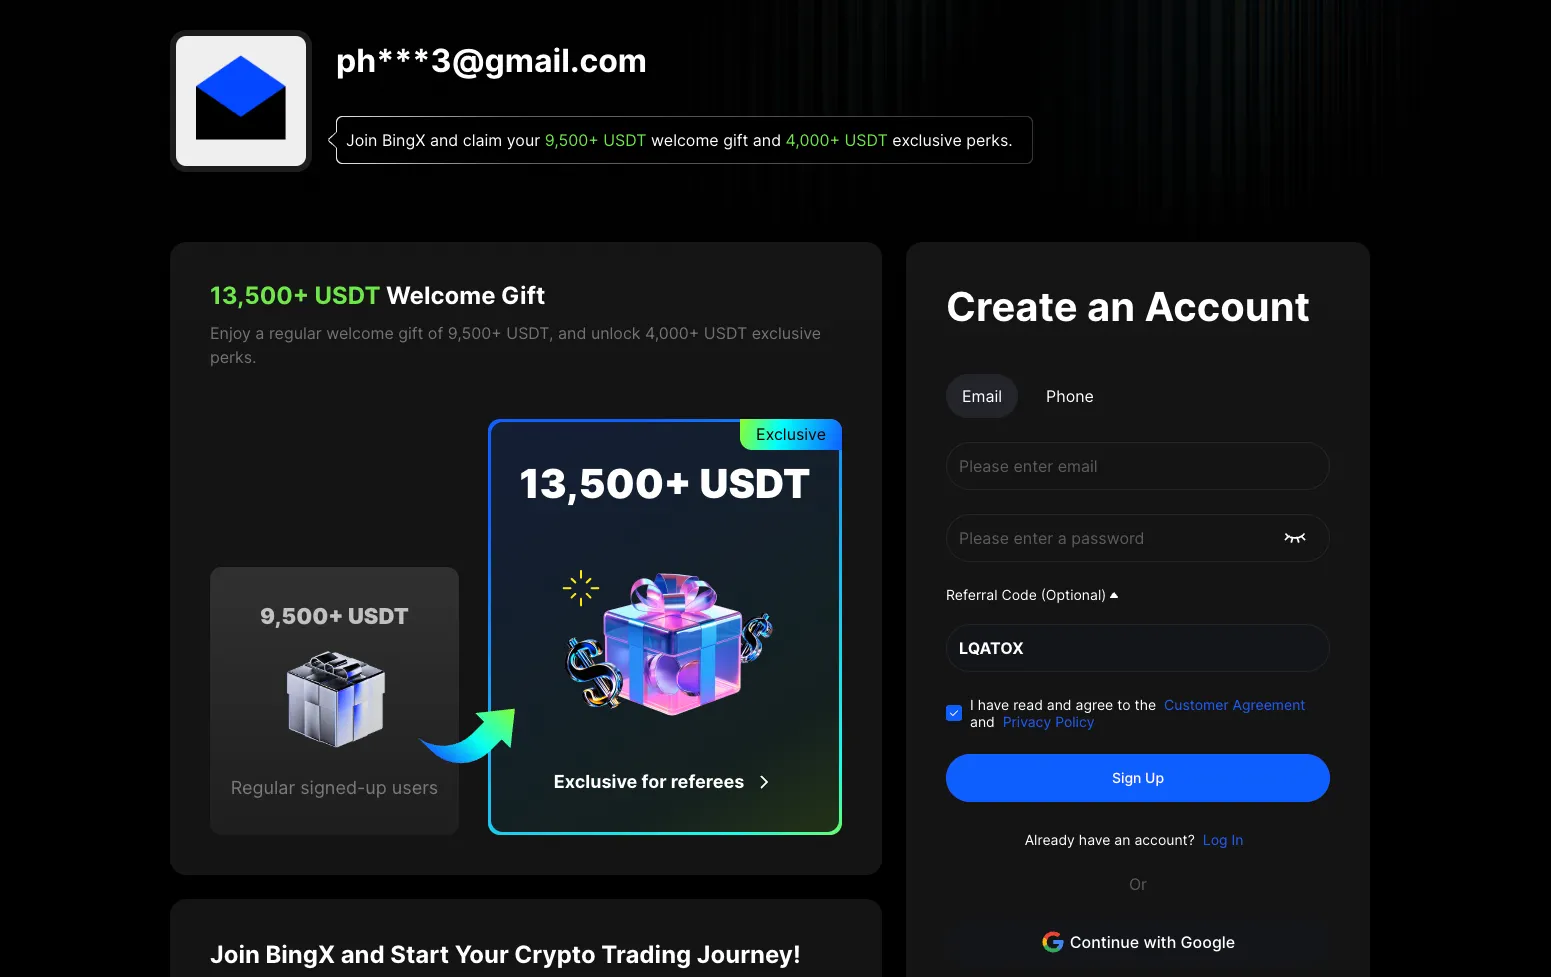 ph***3@gmail.com
Join BingX and claim your 9,500+ USDT welcome gift and 4,000+ USDT exclusive perks.
13,500+ USDT Welcome Gift
Enjoy a regular welcome gift of 9,500+ USDT, and unlock 4,000+ USDT exclusive
perks.
Exclusive
13,500+ USDT
Exclusive for referees
9,500+ USDT
Regular signed-up users
Join BingX and Start Your Crypto Trading Journey!
Create an Account
Email Phone
Please enter email
Please enter a password
Referral Code (Optional)
LQATOX
I have read and agree to the Customer Agreement
and Privacy Policy
Sign Up
Already have an account? Log In
Or
Continue with Google